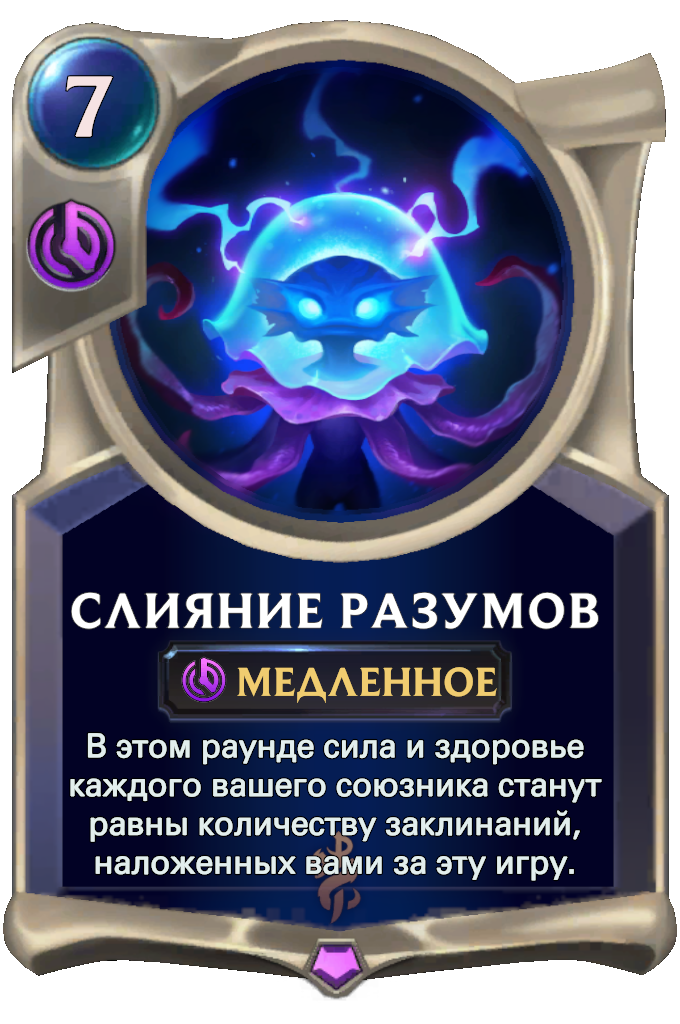 7
СЛИЯНИЕ РАЗУМОВ
МЕДЛЕННОЕ
В этом раунде сила и здоровье
каждого вашего союзника станут
равны количеству заклинаний,
наложенных вами за эту игру.